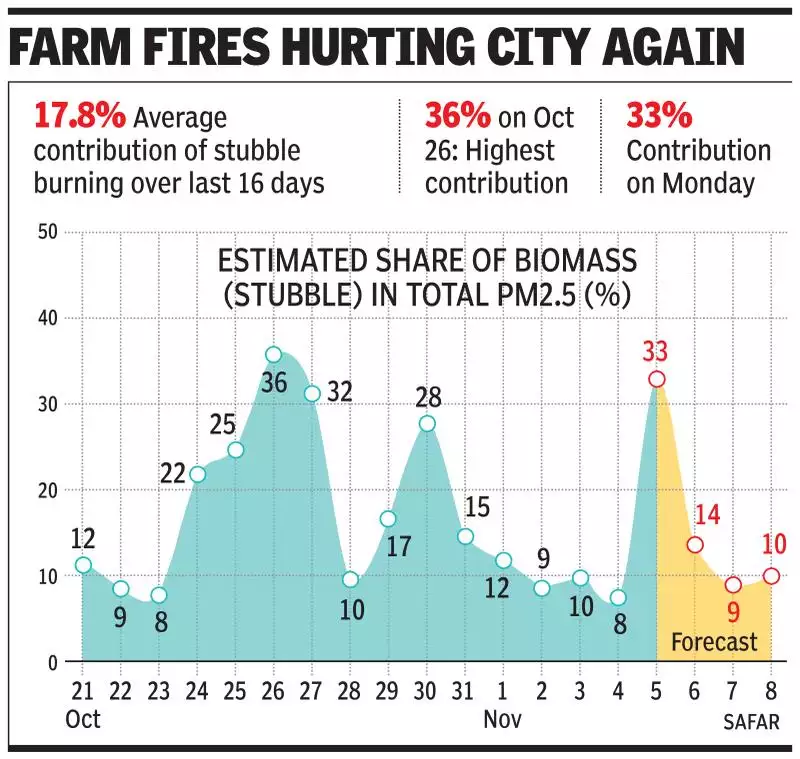 FARM FIRES HURTING CITY AGAIN
17.8% Average
contribution of stubble
burning over last 16 days
36% on Oct
26: Highest
contribution
33%
Contribution
on Monday
ESTIMATED SHARE OF BIOMASS
(STUBBLE) IN TOTAL PM2.5 (%)
50
40
30
20
10
0
12
9
8
22
25
36
32
10
17
28
15
12
9
10
8
33
14
9
10
Forecast
21 22 23 24 25 26 27 28 29 30 31 1 2 3 4 5 6 7 8
Oct Nov
SAFAR